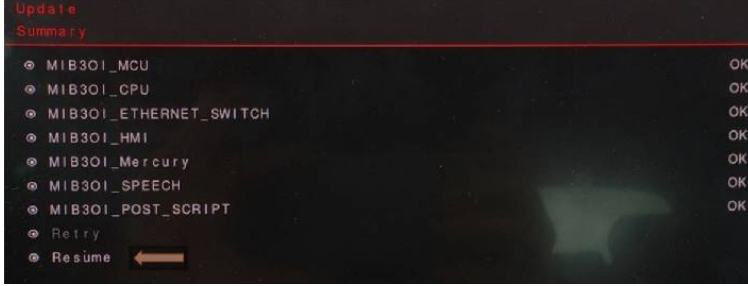 Update
Summary
MIB3OI_MCU OK
MIB3OI_CPU OK
MIB3OI_ETHERNET_SWITCH OK
MIB3OI_HMI OK
MIB3OI_Mercury OK
MIB3OI_SPEECH OK
MIB3OI_POST_SCRIPT OK
Retry
Resume